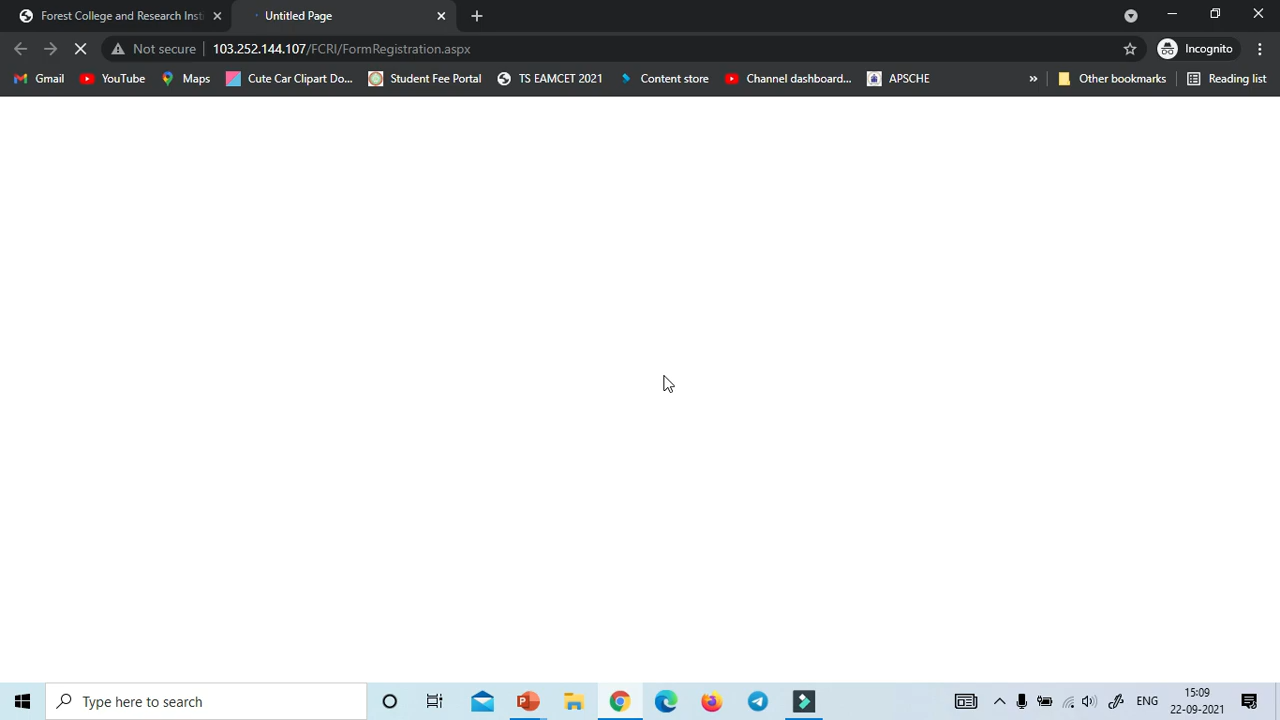 Forest College and Research Insti
Untitled Page
Not secure
103.252.144.107/FCRI/FormRegistration.aspx
Incognito
Gmail
YouTube
Maps
Cute Car Clipart Do...
Student Fee Portal
TS EAMCET 2021
Content store
Channel dashboard...
APSCHE
»
Other bookmarks
Reading list
Type here to search
ENG
15:09
22-09-2021